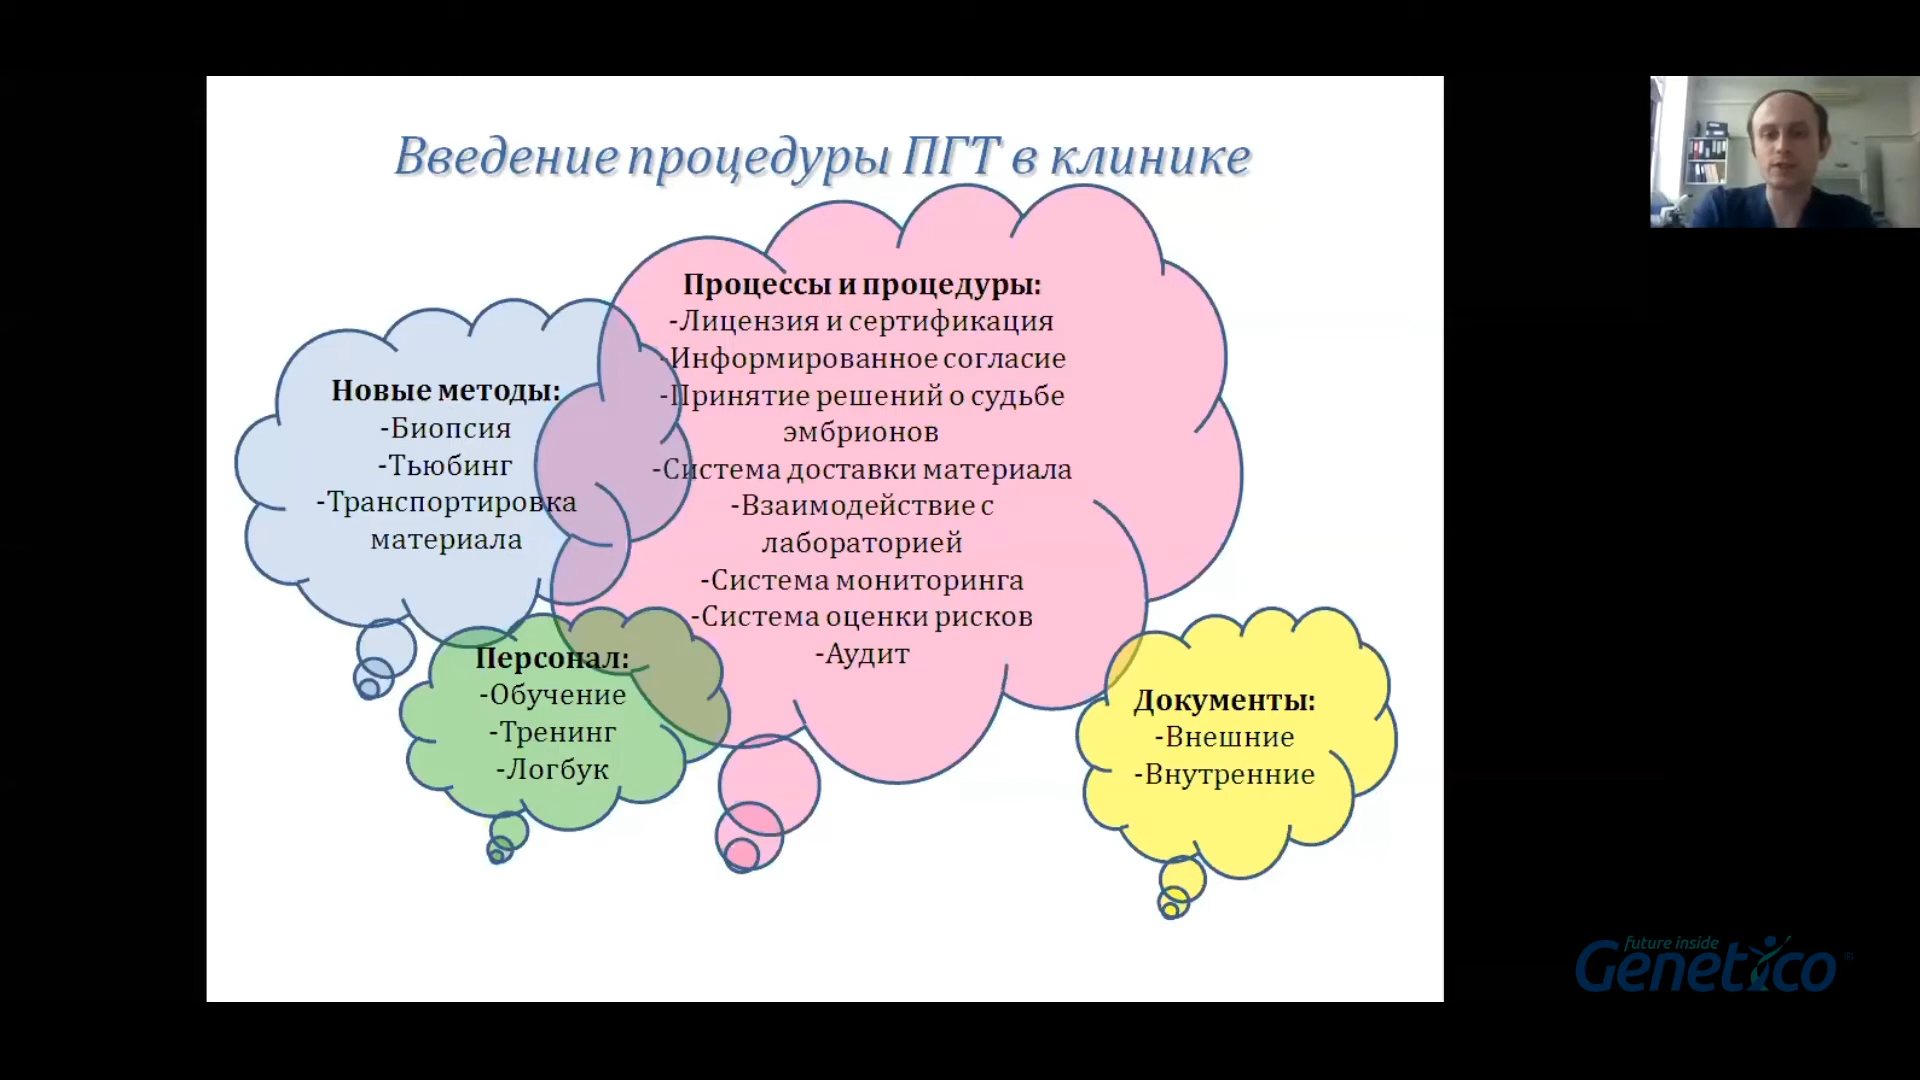 Введение процедуры ПГТ в клинике
Процессы и процедуры:
-Лицензия и сертификация
-Информированное согласие
-Принятие решений о судьбе
эмбрионов
-Система доставки материала
-Взаимодействие с
лабораторией
-Система мониторинга
-Система оценки рисков
-Аудит
Новые методы:
-Биопсия
-Тьюбинг
-Транспортировка
материала
Персонал:
-Обучение
-Тренинг
-Логбук
Документы:
-Внешние
-Внутренние
future inside
Genetico®